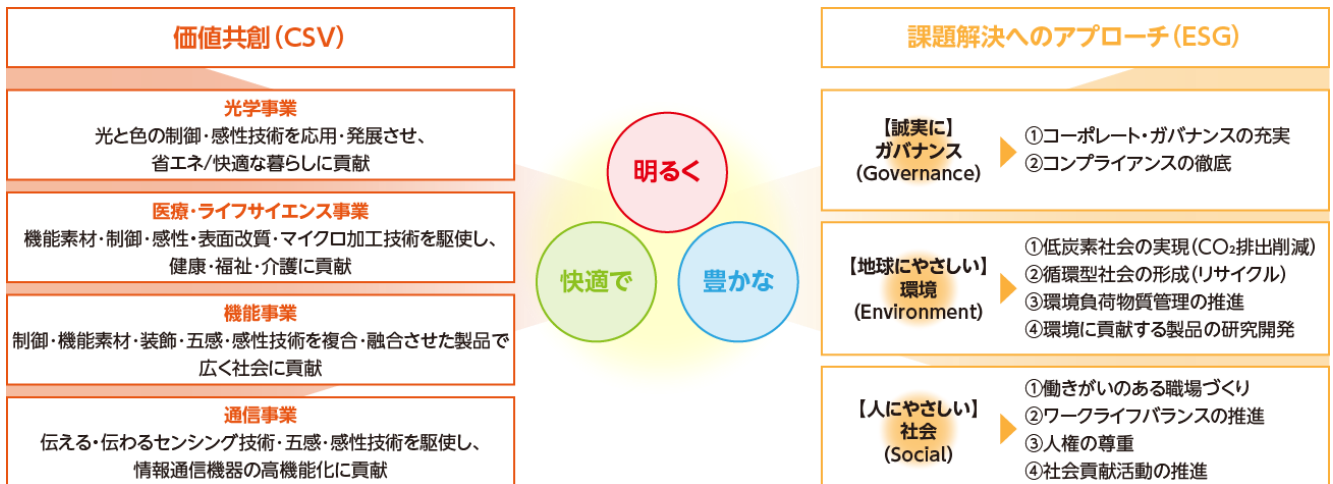 価値共創(CSV)
光学事業
光と色の制御・感性技術を応用・発展させ、
省エネ/快適な暮らしに貢献
医療・ライフサイエンス事業
機能素材・制御・感性・表面改質・マイクロ加工技術を駆使し、
健康・福祉・介護に貢献
機能事業
制御・機能素材・装飾・五感・感性技術を複合・融合させた製品で
広く社会に貢献
通信事業
伝える・伝わるセンシング技術・五感・感性技術を駆使し、
情報通信機器の高機能化に貢献
明るく
快適で
豊かな
課題解決へのアプローチ(ESG)
【誠実に】
ガバナンス
(Governance)
①コーポレート・ガバナンスの充実
②コンプライアンスの徹底
【地球にやさしい】
環境
(Environment)
①低炭素社会の実現(CO₂排出削減)
②循環型社会の形成(リサイクル)
③環境負荷物質管理の推進
④環境に貢献する製品の研究開発
【人にやさしい】
社会
(Social)
①働きがいのある職場づくり
②ワークライフバランスの推進
③人権の尊重
④社会貢献活動の推進